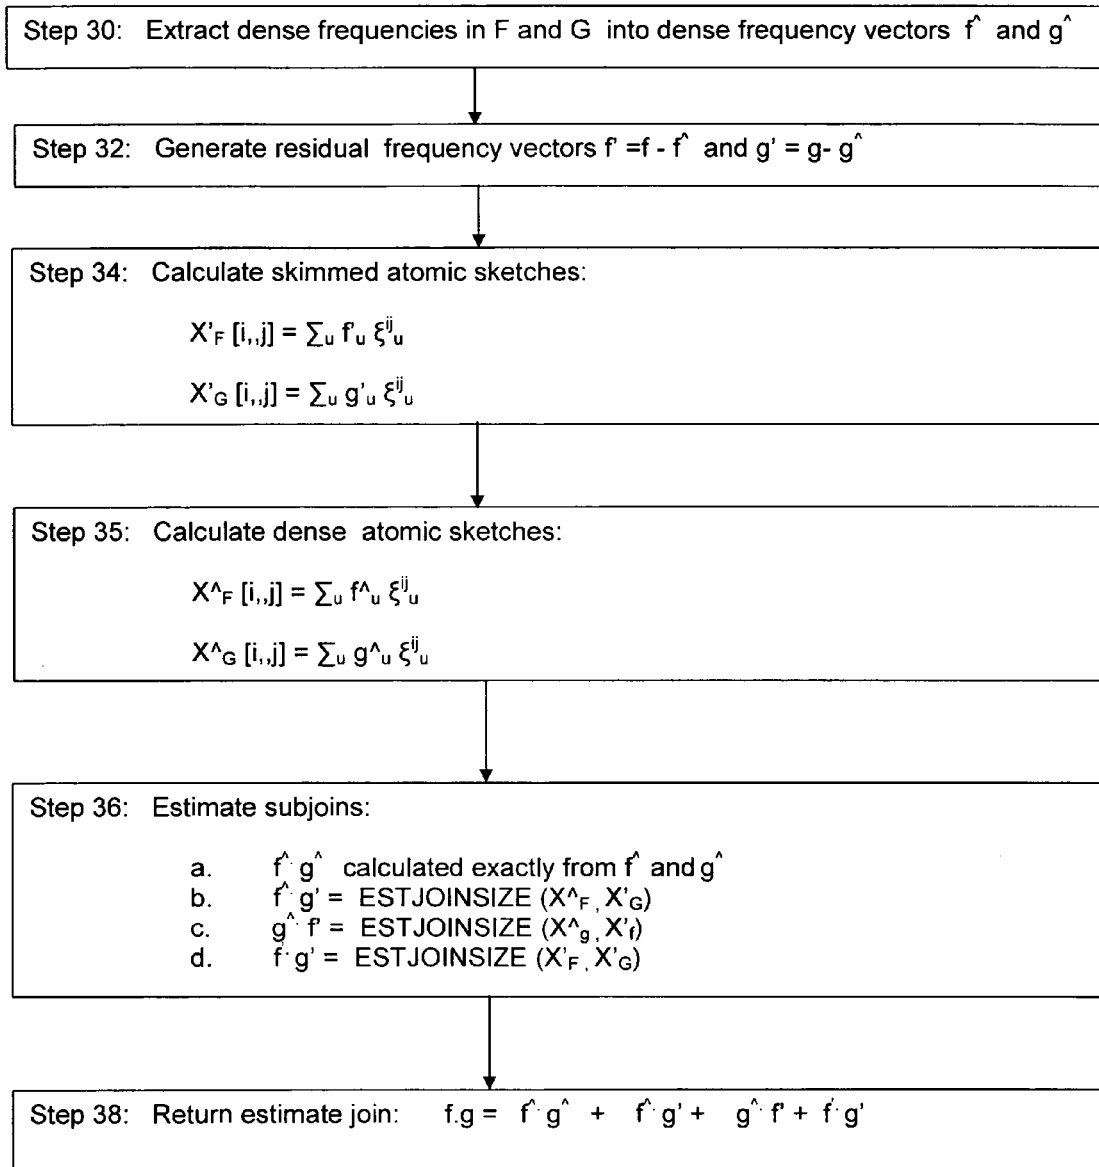 Step 30: Extract dense frequencies in F and G into dense frequency vectors f^ and g^
Step 32: Generate residual frequency vectors f' =f - f^ and g' = g- g^
Step 34: Calculate skimmed atomic sketches:
X'F [i,,j] = ∑u f'u ξiju
X'G [i,,j] = ∑u g'u ξiju
Step 35: Calculate dense atomic sketches:
X^F [i,,j] = ∑u f^u ξiju
X^G [i,,j] = ∑u g^u ξiju
Step 36: Estimate subjoins:
a. f^· g^ calculated exactly from f^ and g^
b. f^· g' = ESTJOINSIZE (X^F , X'G)
c. g^· f' = ESTJOINSIZE (X^g , X'f)
d. f'· g' = ESTJOINSIZE (X'F , X'G)
Step 38: Return estimate join: f.g = f^· g^ + f^· g' + g^· f' + f'· g'